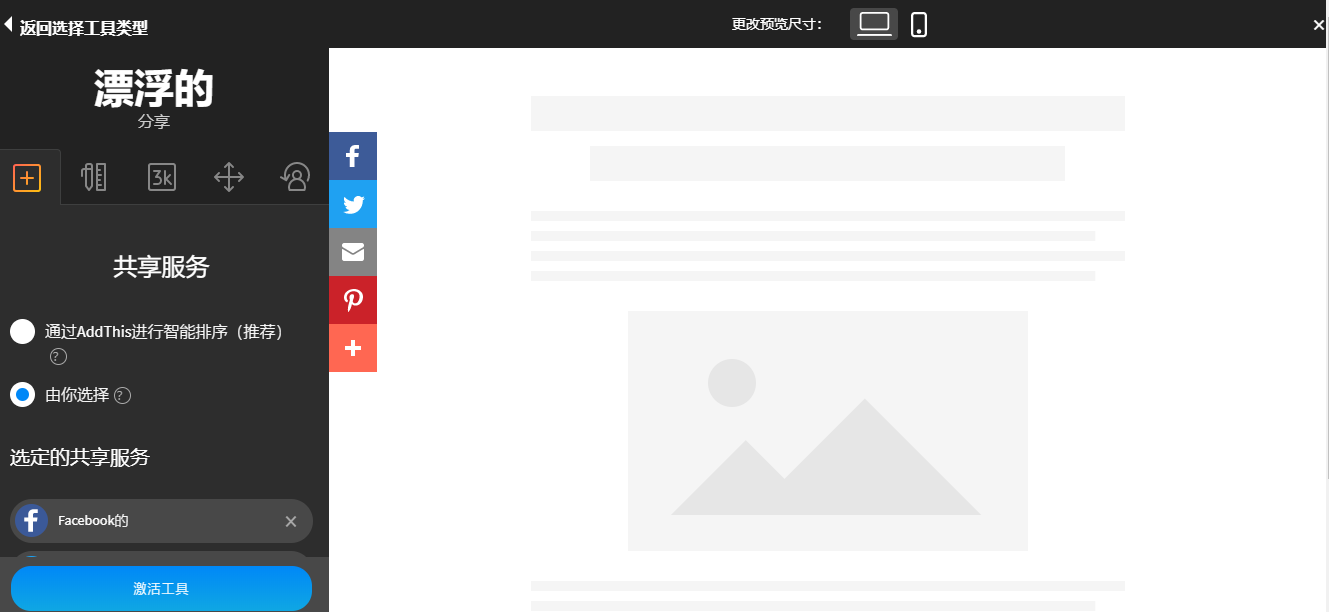 返回选择工具类型
更改预览尺寸：
漂浮的
分享
3k
共享服务
通过AddThis进行智能排序（推荐）
?
由你选择 ?
选定的共享服务
Facebook的
激活工具